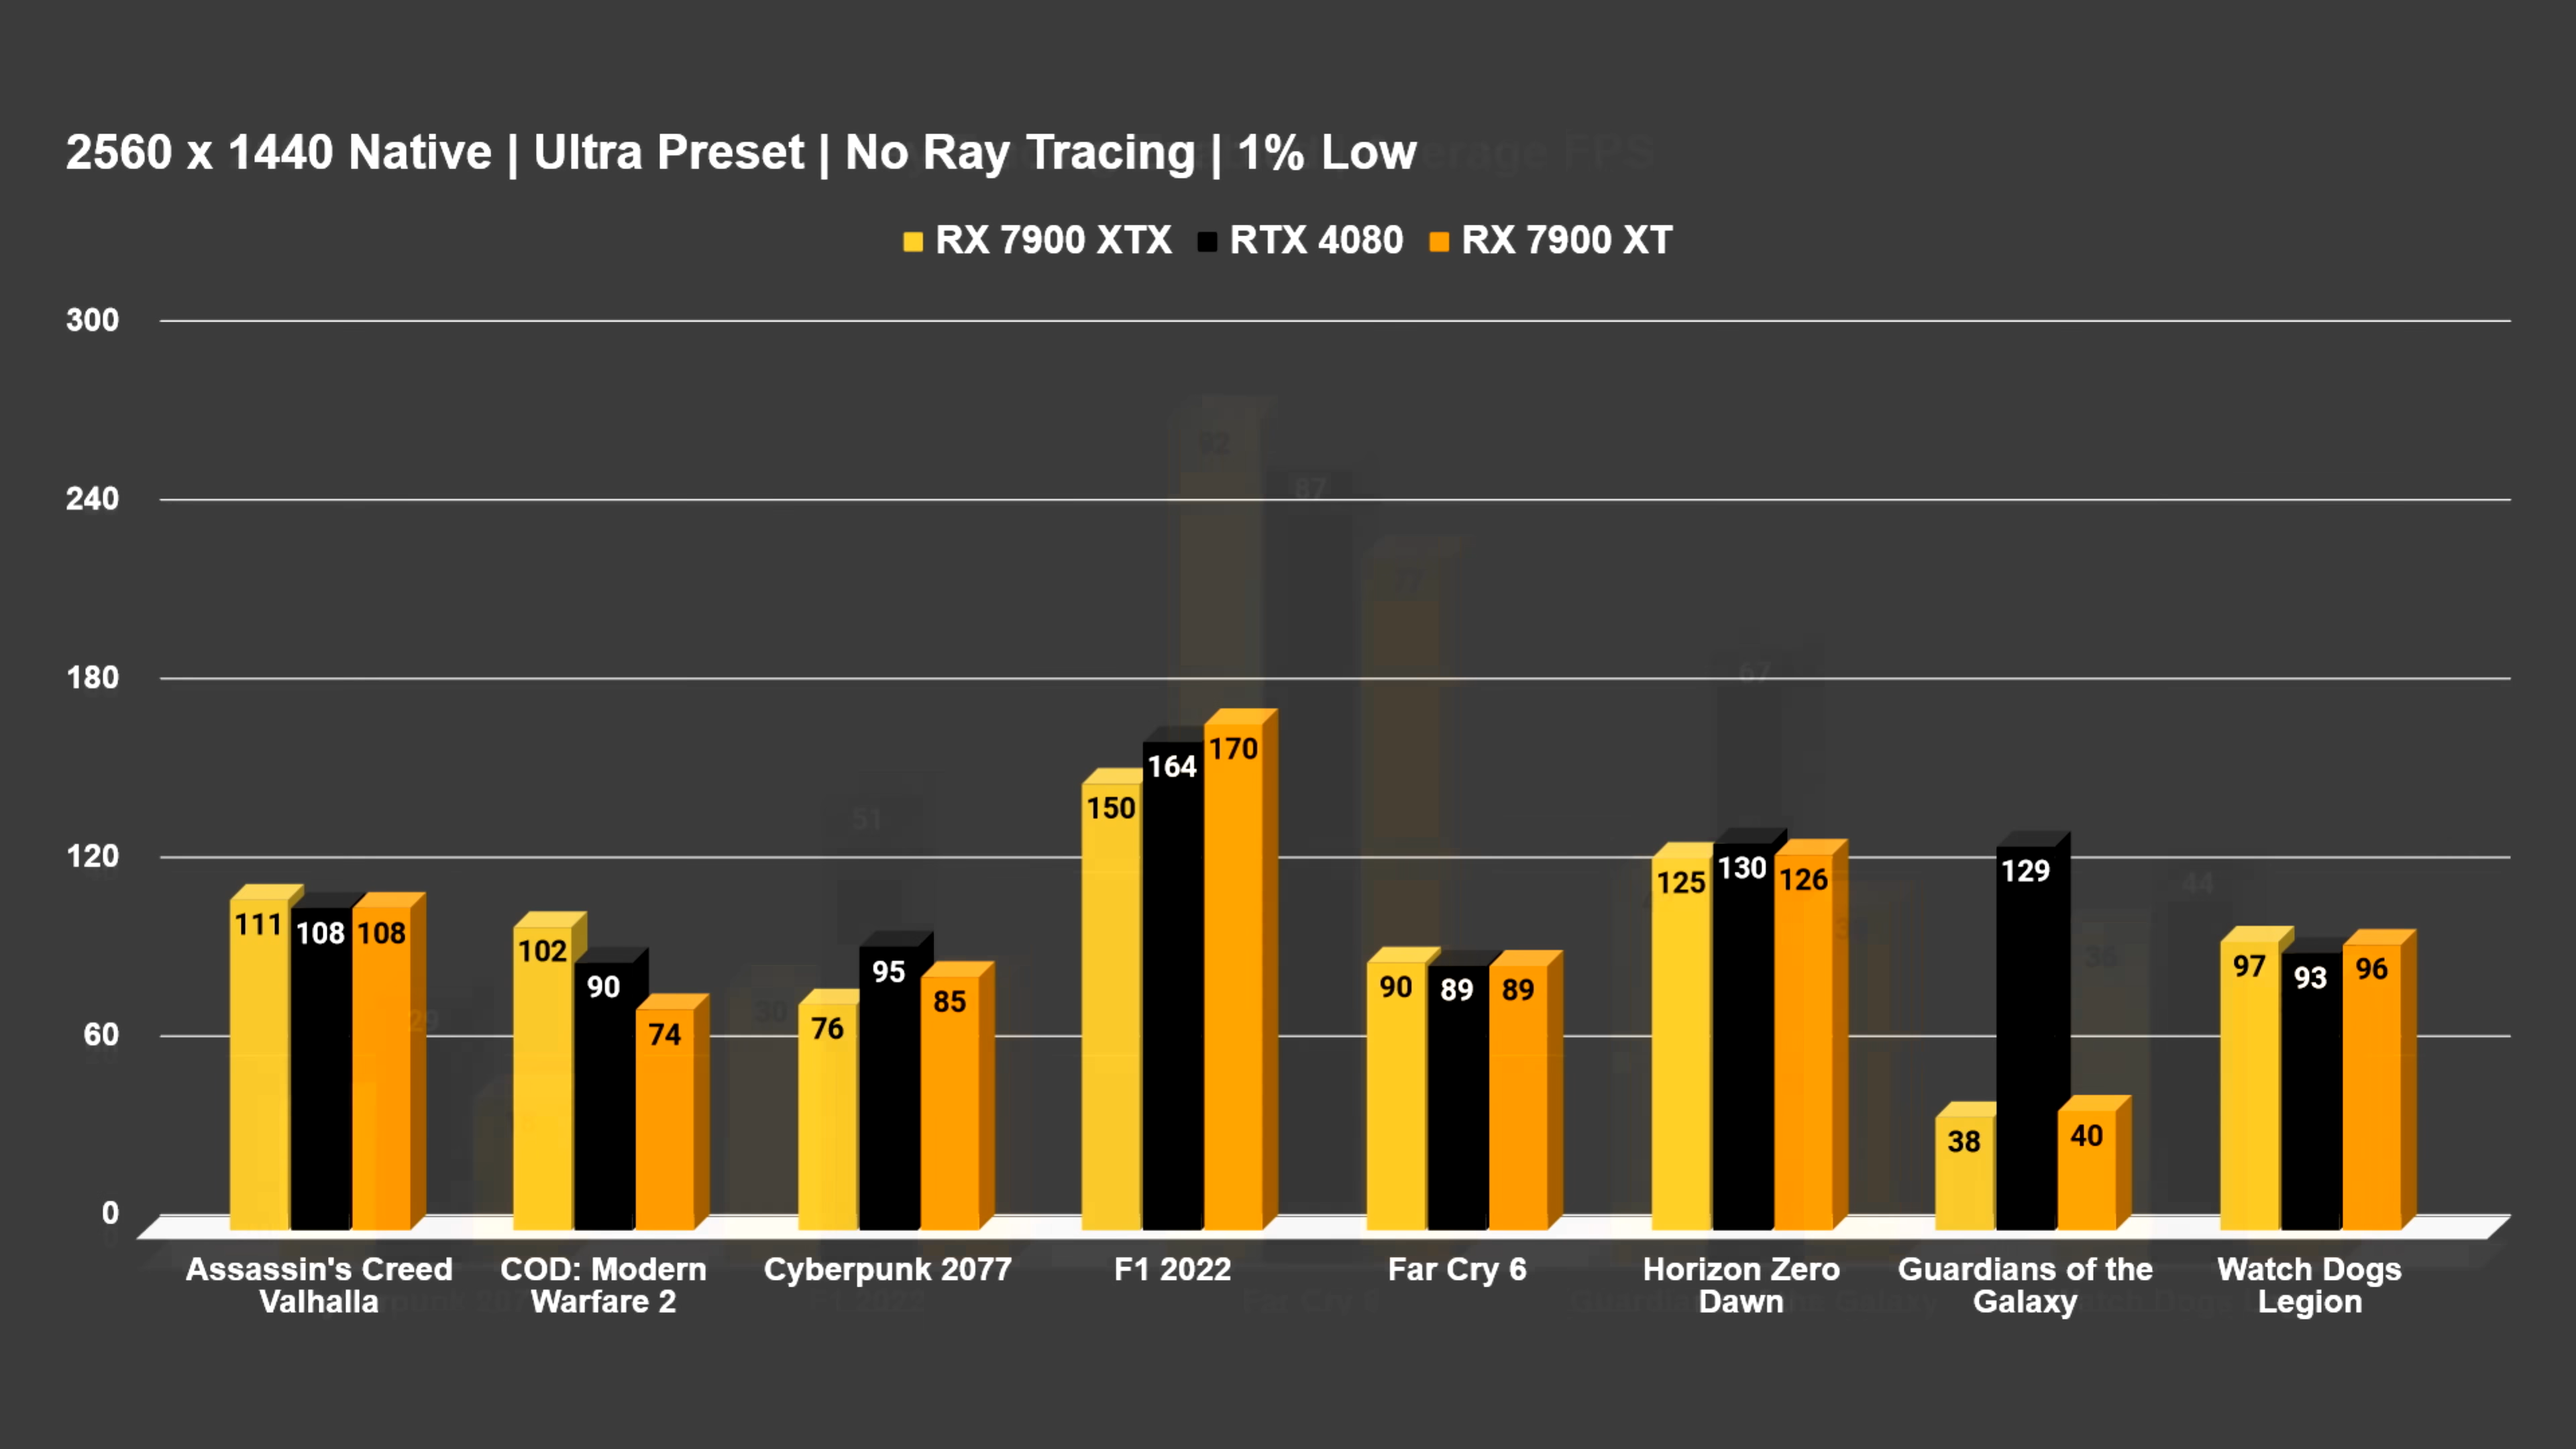 2560 x 1440 Native | Ultra Preset | No Ray Tracing | 1% Low
RX 7900 XTX RTX 4080 RX 7900 XT
300
240
180
120
60
0
111 108 108
102 90 74
76 95 85
150 164 170
90 89 89
125 130 126
38 129 40
97 93 96
Assassin's Creed
Valhalla
COD: Modern
Warfare 2
Cyberpunk 2077
F1 2022
Far Cry 6
Horizon Zero
Dawn
Guardians of the
Galaxy
Watch Dogs
Legion